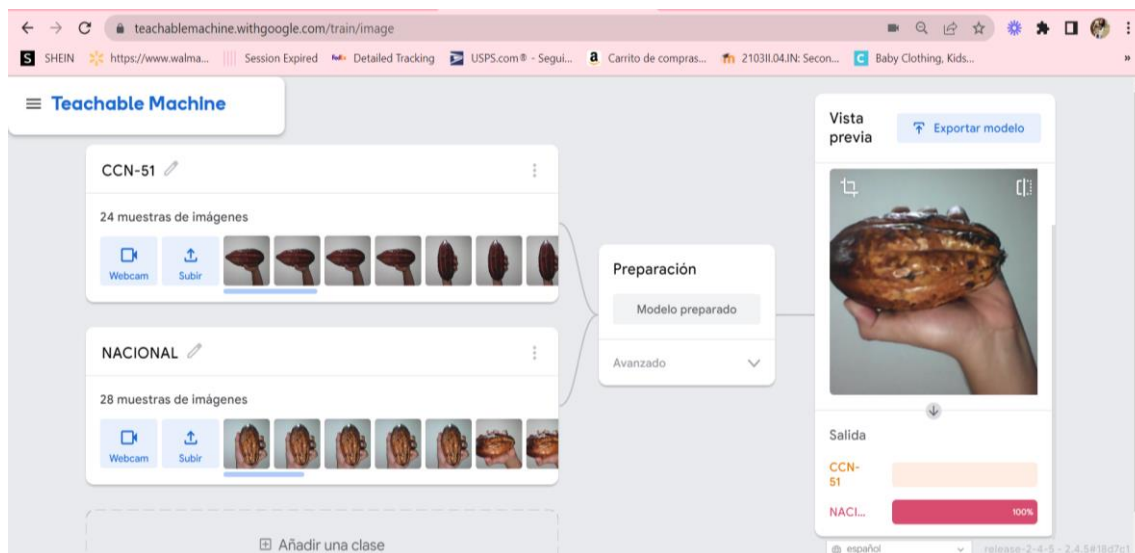 teachablemachine.withgoogle.com/train/image
S SHEIN https://www.walma... Session Expired FedEx Detailed Tracking USPS.com® - Segui... a Carrito de compras... 2103II.04.IN: Secon... C Baby Clothing, Kids... »
Teachable Machine
Vista previa
Exportar modelo
CCN-51
24 muestras de imágenes
Webcam
Subir
NACIONAL
28 muestras de imágenes
Webcam
Subir
Añadir una clase
Preparación
Modelo preparado
Avanzado
Salida
CCN-
51
NACI...
100%
español
release-2-4-5 - 2.4.5#18d7c1